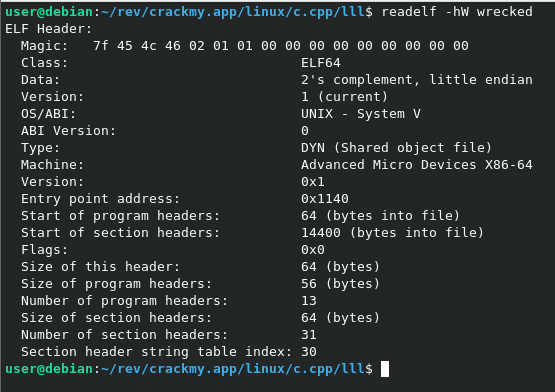 user@debian:~/rev/crackmy.app/linux/c.cpp/lll$ readelf -hW wrecked
ELF Header:
  Magic:   7f 45 4c 46 02 01 01 00 00 00 00 00 00 00 00 00
  Class:                             ELF64
  Data:                              2's complement, little endian
  Version:                           1 (current)
  OS/ABI:                            UNIX - System V
  ABI Version:                       0
  Type:                              DYN (Shared object file)
  Machine:                           Advanced Micro Devices X86-64
  Version:                           0x1
  Entry point address:               0x1140
  Start of program headers:          64 (bytes into file)
  Start of section headers:          14400 (bytes into file)
  Flags:                             0x0
  Size of this header:               64 (bytes)
  Size of program headers:           56 (bytes)
  Number of program headers:         13
  Size of section headers:           64 (bytes)
  Number of section headers:         31
  Section header string table index: 30
user@debian:~/rev/crackmy.app/linux/c.cpp/lll$